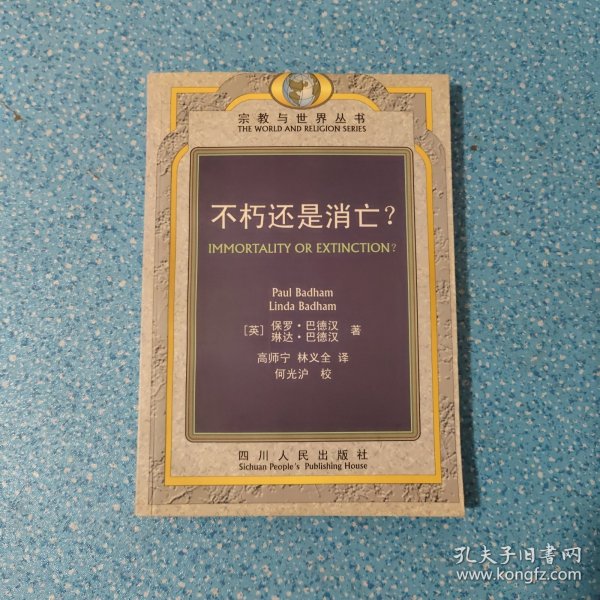 宗教与世界丛书
THE WORLD AND RELIGION SERIES
不朽还是消亡?
IMMORTALITY OR EXTINCTION?
Paul Badham
Linda Badham
[英] 保罗·巴德汉 著
琳达·巴德汉
高师宁 林义全 译
何光沪 校
四川人民出版社
Sichuan People's Publishing House
孔夫子旧书网
www.kongfz.com